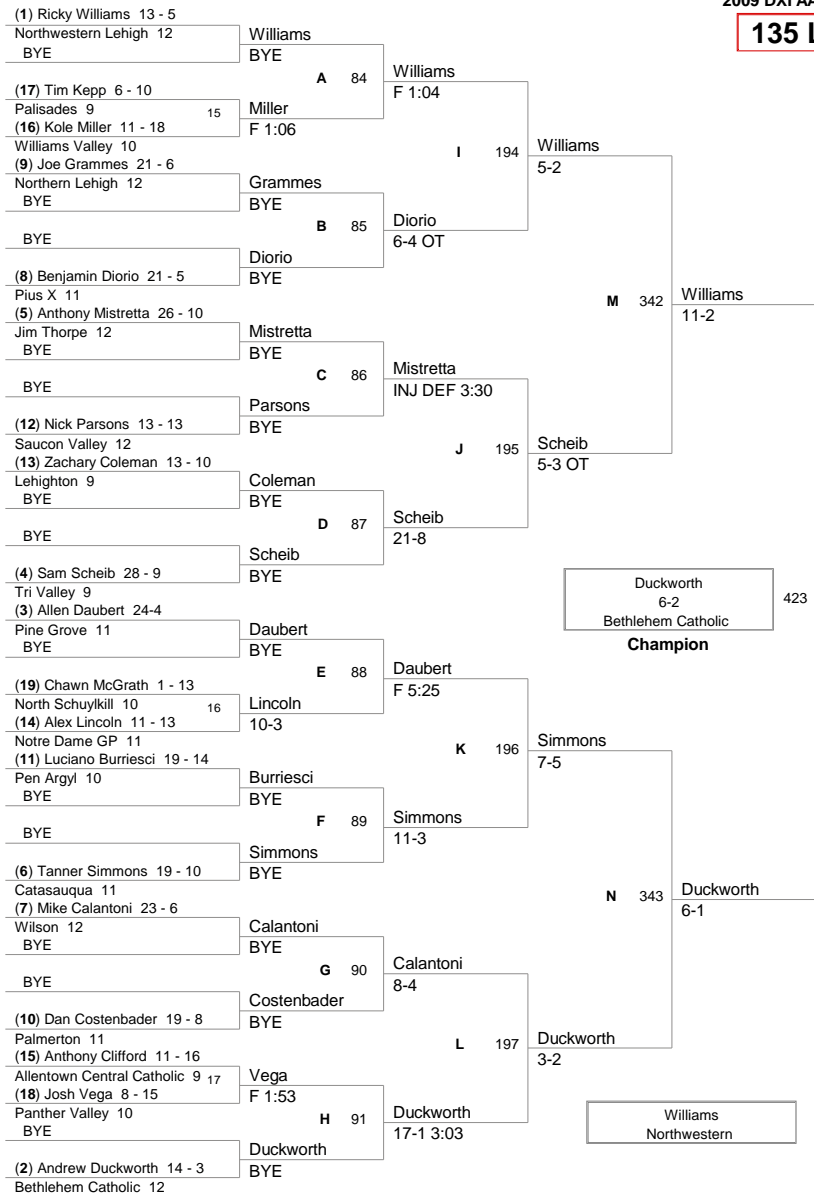 2009 DXI AA
135 L
(1) Ricky Williams 13 - 5
Northwestern Lehigh 12
BYE
(17) Tim Kepp 6 - 10
Palisades 9
15
(16) Kole Miller 11 - 18
Williams Valley 10
(9) Joe Grammes 21 - 6
Northern Lehigh 12
BYE
BYE
(8) Benjamin Diorio 21 - 5
Pius X 11
(5) Anthony Mistretta 26 - 10
Jim Thorpe 12
BYE
BYE
(12) Nick Parsons 13 - 13
Saucon Valley 12
(13) Zachary Coleman 13 - 10
Lehighton 9
BYE
BYE
(4) Sam Scheib 28 - 9
Tri Valley 9
(3) Allen Daubert 24-4
Pine Grove 11
BYE
(19) Chawn McGrath 1 - 13
North Schuylkill 10
16
(14) Alex Lincoln 11 - 13
Notre Dame GP 11
(11) Luciano Burriesci 19 - 14
Pen Argyl 10
BYE
BYE
(6) Tanner Simmons 19 - 10
Catasauqua 11
(7) Mike Calantoni 23 - 6
Wilson 12
BYE
BYE
(10) Dan Costenbader 19 - 8
Palmerton 11
(15) Anthony Clifford 11 - 16
Allentown Central Catholic 9
17
(18) Josh Vega 8 - 15
Panther Valley 10
BYE
(2) Andrew Duckworth 14 - 3
Bethlehem Catholic 12
Williams
BYE
A 84
Miller
F 1:06
Grammes
BYE
B 85
Diorio
BYE
Mistretta
BYE
C 86
Parsons
BYE
Coleman
BYE
D 87
Scheib
BYE
Daubert
BYE
E 88
Lincoln
10-3
Burriesci
BYE
F 89
Simmons
BYE
Calantoni
BYE
G 90
Costenbader
BYE
Vega
F 1:53
H 91
Duckworth
BYE
Williams
F 1:04
I 194
Diorio
6-4 OT
Mistretta
INJ DEF 3:30
J 195
Scheib
21-8
Daubert
F 5:25
K 196
Simmons
11-3
Calantoni
8-4
L 197
Duckworth
17-1 3:03
Williams
5-2
M 342
Scheib
5-3 OT
Simmons
7-5
N 343
Duckworth
3-2
Williams
11-2
Duckworth
6-2
Bethlehem Catholic
423
Champion
Duckworth
6-1
Williams
Northwestern